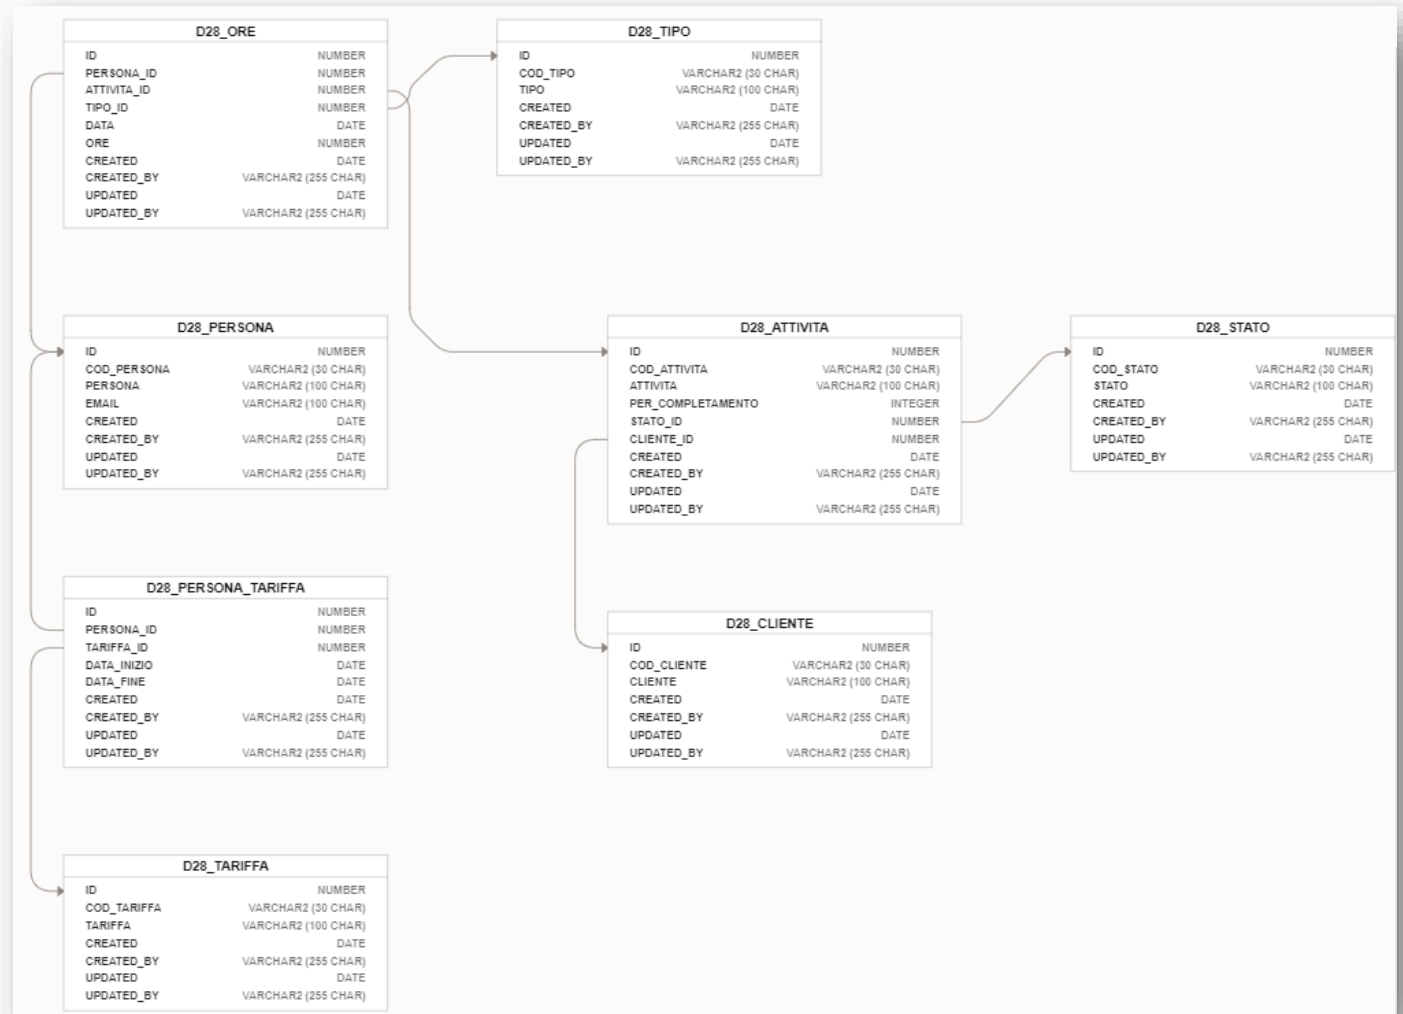 D28_ORE
ID NUMBER
PERSONA_ID NUMBER
ATTIVITA_ID NUMBER
TIPO_ID NUMBER
DATA DATE
ORE NUMBER
CREATED DATE
CREATED_BY VARCHAR2 (255 CHAR)
UPDATED DATE
UPDATED_BY VARCHAR2 (255 CHAR)
D28_TIPO
ID NUMBER
COD_TIPO VARCHAR2 (30 CHAR)
TIPO VARCHAR2 (100 CHAR)
CREATED DATE
CREATED_BY VARCHAR2 (255 CHAR)
UPDATED DATE
UPDATED_BY VARCHAR2 (255 CHAR)
D28_PERSONA
ID NUMBER
COD_PERSONA VARCHAR2 (30 CHAR)
PERSONA VARCHAR2 (100 CHAR)
EMAIL VARCHAR2 (100 CHAR)
CREATED DATE
CREATED_BY VARCHAR2 (255 CHAR)
UPDATED DATE
UPDATED_BY VARCHAR2 (255 CHAR)
D28_ATTIVITA
ID NUMBER
COD_ATTIVITA VARCHAR2 (30 CHAR)
ATTIVITA VARCHAR2 (100 CHAR)
PER_COMPLETAMENTO INTEGER
STATO_ID NUMBER
CLIENTE_ID NUMBER
CREATED DATE
CREATED_BY VARCHAR2 (255 CHAR)
UPDATED DATE
UPDATED_BY VARCHAR2 (255 CHAR)
D28_STATO
ID NUMBER
COD_STATO VARCHAR2 (30 CHAR)
STATO VARCHAR2 (100 CHAR)
CREATED DATE
CREATED_BY VARCHAR2 (255 CHAR)
UPDATED DATE
UPDATED_BY VARCHAR2 (255 CHAR)
D28_PERSONA_TARIFFA
ID NUMBER
PERSONA_ID NUMBER
TARIFFA_ID NUMBER
DATA_INIZIO DATE
DATA_FINE DATE
CREATED DATE
CREATED_BY VARCHAR2 (255 CHAR)
UPDATED DATE
UPDATED_BY VARCHAR2 (255 CHAR)
D28_CLIENTE
ID NUMBER
COD_CLIENTE VARCHAR2 (30 CHAR)
CLIENTE VARCHAR2 (100 CHAR)
CREATED DATE
CREATED_BY VARCHAR2 (255 CHAR)
UPDATED DATE
UPDATED_BY VARCHAR2 (255 CHAR)
D28_TARIFFA
ID NUMBER
COD_TARIFFA VARCHAR2 (30 CHAR)
TARIFFA VARCHAR2 (100 CHAR)
CREATED DATE
CREATED_BY VARCHAR2 (255 CHAR)
UPDATED DATE
UPDATED_BY VARCHAR2 (255 CHAR)